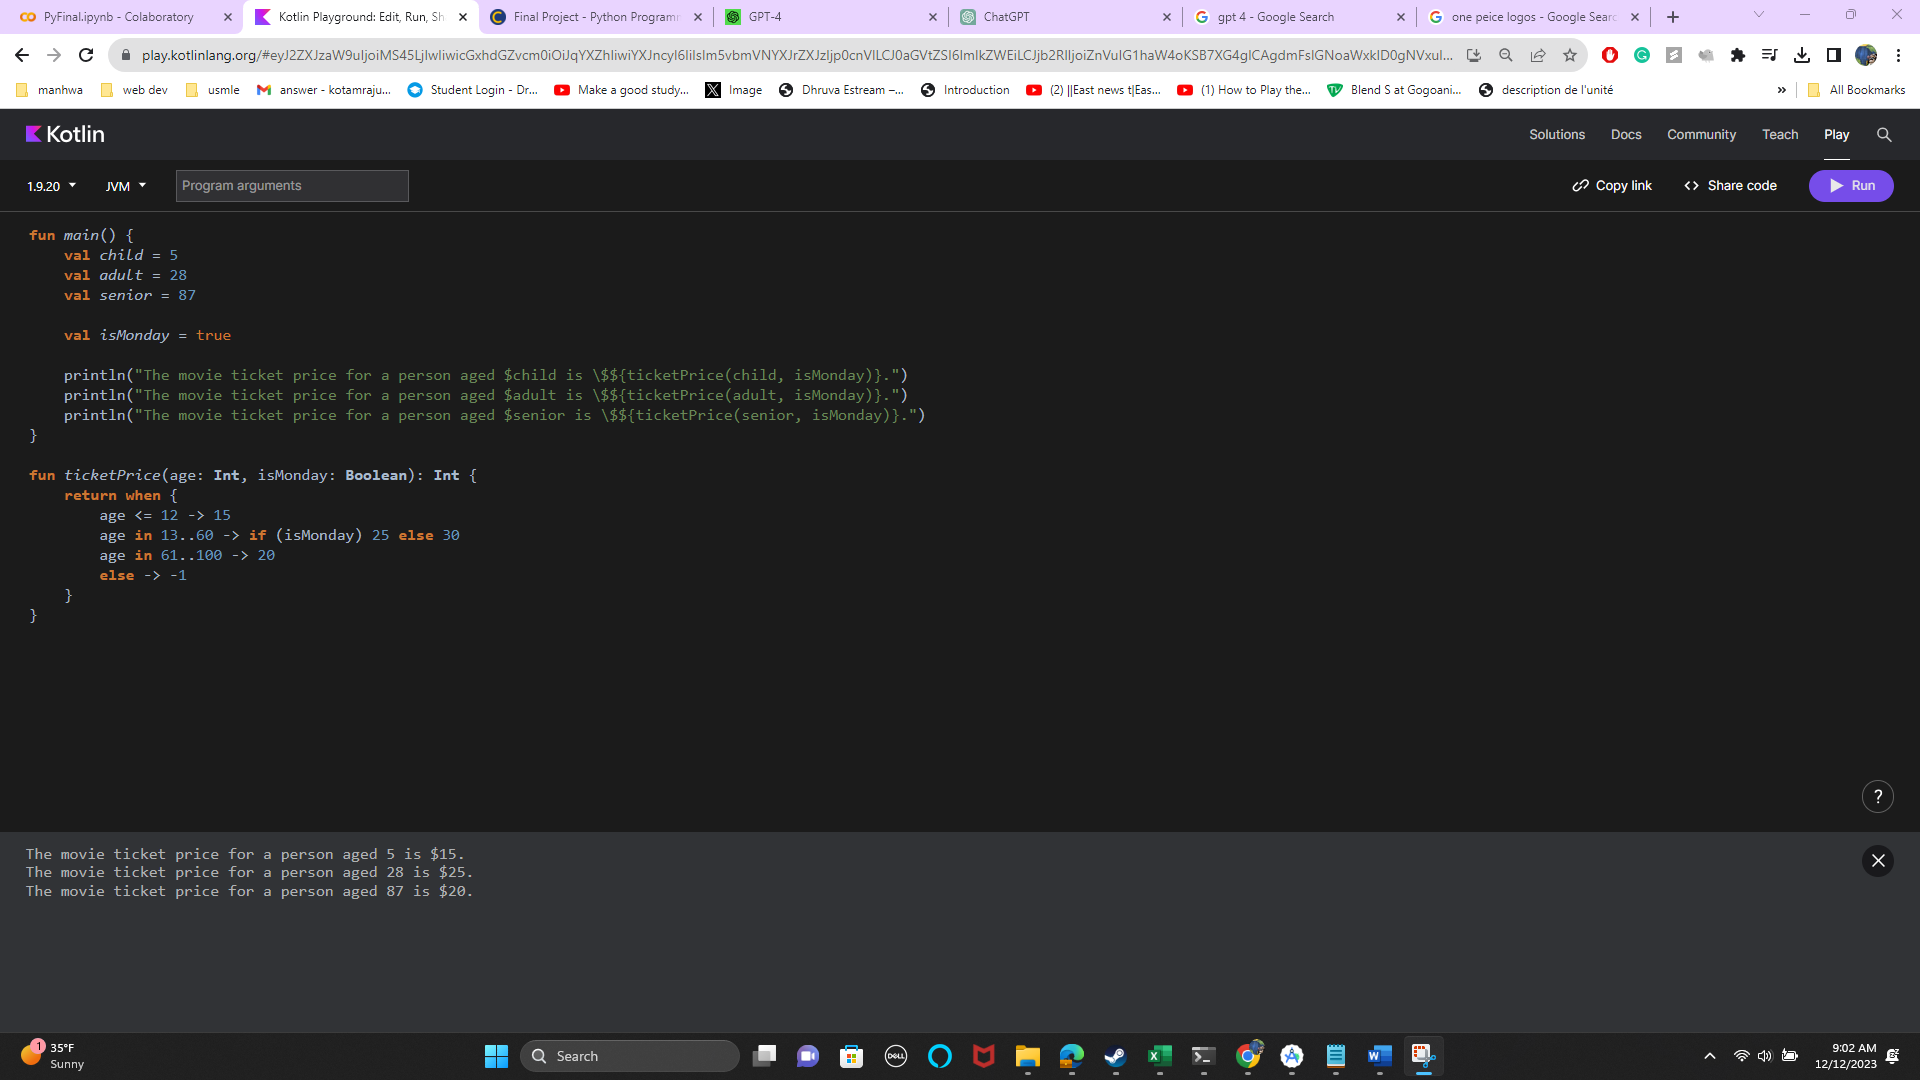 PyFinal.ipynb - Colaboratory
Kotlin Playground: Edit, Run, Sh
Final Project - Python Programm
GPT-4
ChatGPT
gpt 4 - Google Search
one peice logos - Google Searc
manhwa
web dev
usmle
answer - kotamraju...
Student Login - Dr...
Make a good study...
Image
Dhruva Estream –...
Introduction
(2) ||East news t|Eas...
(1) How to Play the...
Blend S at Gogoani...
description de l'unité
»
All Bookmarks
Kotlin
Solutions
Docs
Community
Teach
Play
1.9.20
JVM
Program arguments
Copy link
<> Share code
Run
fun main() {
    val child = 5
    val adult = 28
    val senior = 87
    val isMonday = true
    println("The movie ticket price for a person aged $child is \$${ticketPrice(child, isMonday)}.")
    println("The movie ticket price for a person aged $adult is \$${ticketPrice(adult, isMonday)}.")
    println("The movie ticket price for a person aged $senior is \$${ticketPrice(senior, isMonday)}.")
}
fun ticketPrice(age: Int, isMonday: Boolean): Int {
    return when {
        age <= 12 -> 15
        age in 13..60 -> if (isMonday) 25 else 30
        age in 61..100 -> 20
        else -> -1
    }
}
?
The movie ticket price for a person aged 5 is $15.
The movie ticket price for a person aged 28 is $25.
The movie ticket price for a person aged 87 is $20.
1
35°F
Sunny
Search
DELL
9:02 AM
12/12/2023